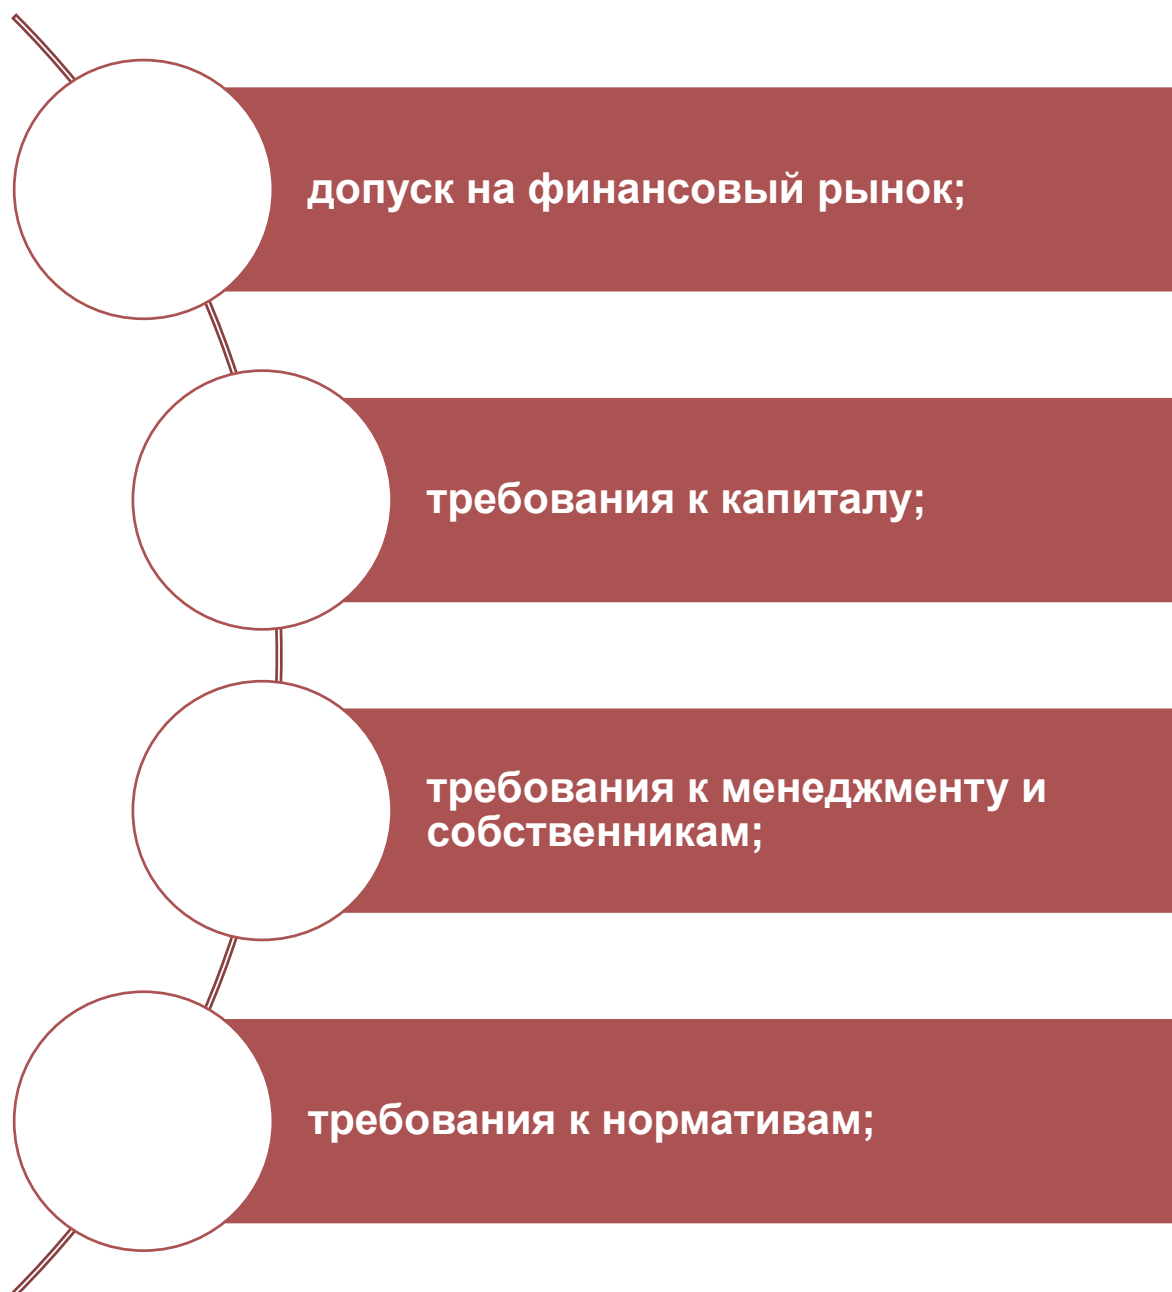 допуск на финансовый рынок;
требования к капиталу;
требования к менеджменту и
собственникам;
требования к нормативам;